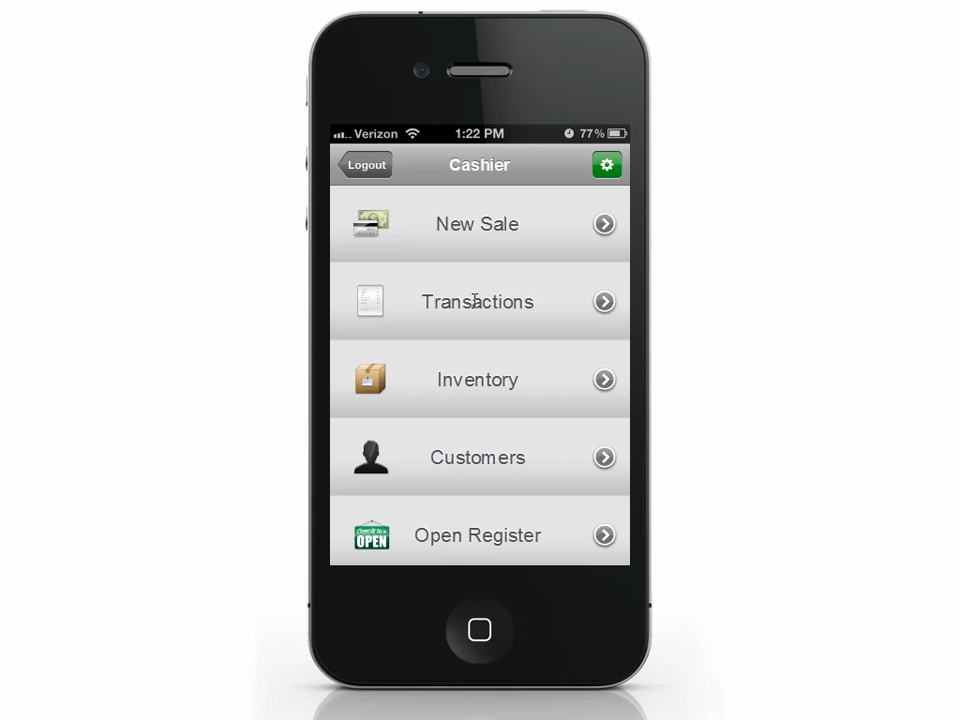 Verizon 1:22 PM 77%
Logout Cashier
New Sale
Transactions
Inventory
Customers
OPEN Open Register